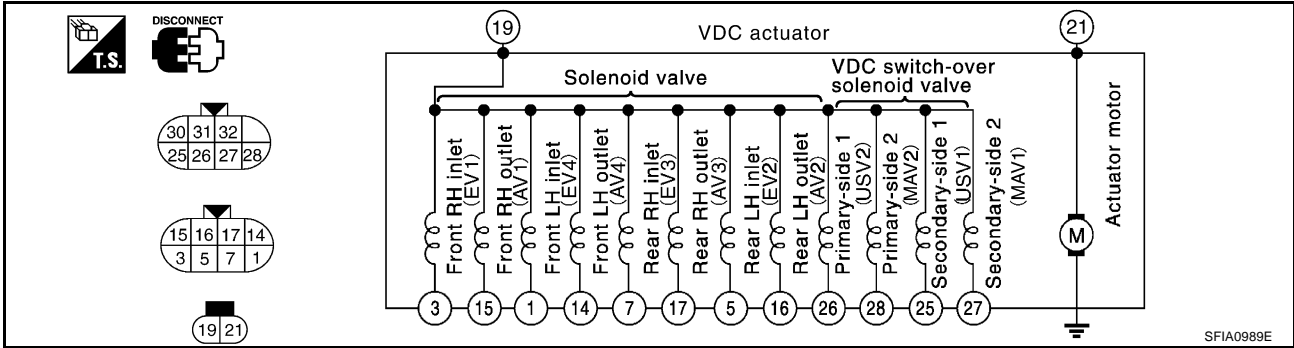 DISCONNECT
T.S.
19
VDC actuator
21
Solenoid valve
VDC switch-over
solenoid valve
30 31 32
25 26 27 28
15 16 17 14
3 5 7 1
19 21
Front RH inlet
(EV1)
Front RH outlet
(AV1)
Front LH inlet
(EV4)
Front LH outlet
(AV4)
Rear RH inlet
(EV3)
Rear RH outlet
(AV3)
Rear LH inlet
(EV2)
Rear LH outlet
(AV2)
Primary-side 1
(USV2)
Primary-side 2
(MAV2)
Secondary-side 1
(USV1)
Secondary-side 2
(MAV1)
Actuator motor
M
3 15 1 14 7 17 5 16 26 28 25 27
SFIA0989E